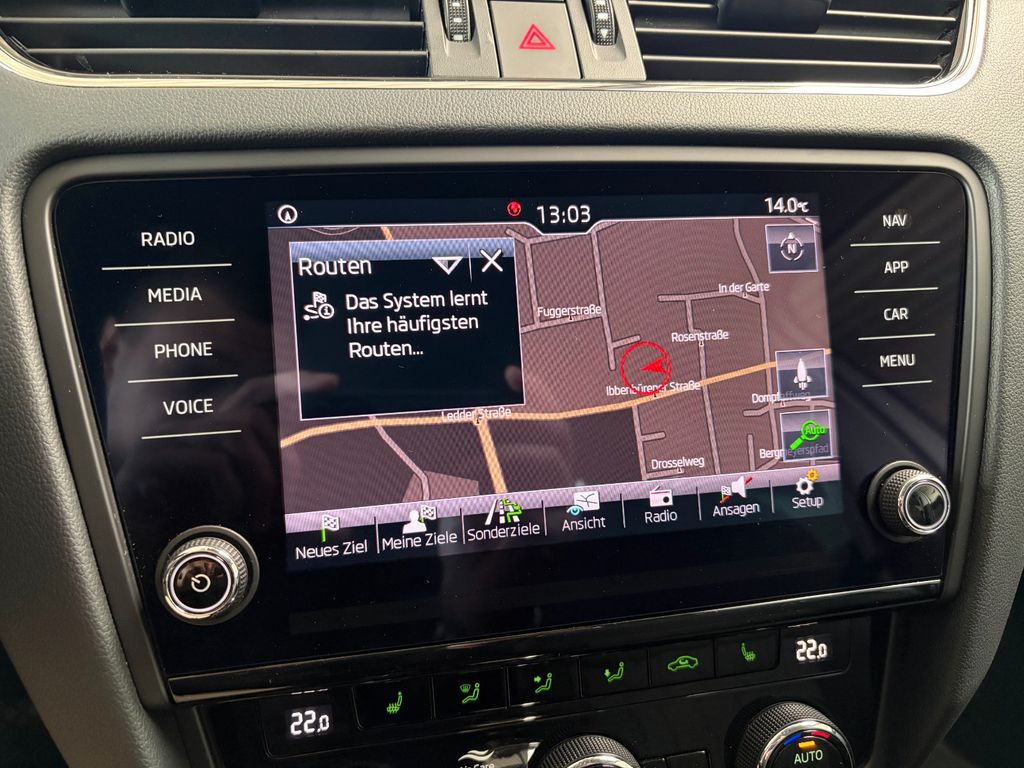 13:03
14.0°C
RADIO
MEDIA
PHONE
VOICE
NAV
APP
CAR
MENU
Routen
Das System lernt
Ihre häufigsten
Routen...
N
In der Garte
Fuggerstraße
Rosenstraße
Ibbenbürener Straße
Ledder Straße
Drosselweg
Auto
Bergmeyerspfad
Neues Ziel
Meine Ziele
Sonderziele
Ansicht
Radio
Ansagen
Setup
22.0
22.0
AUTO